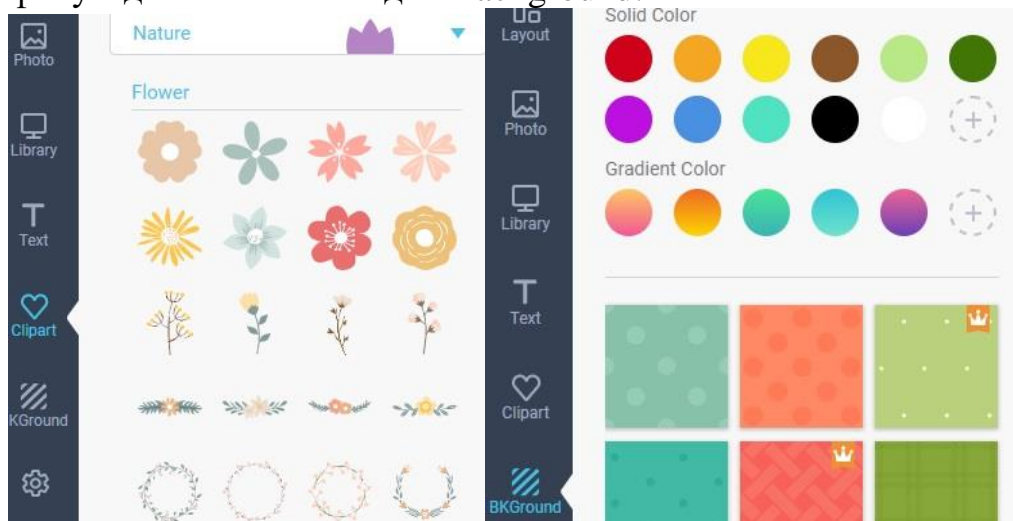 Nature
Flower
Photo
Library
Text
Clipart
KGround
Layout
Photo
Library
Text
Clipart
BKGround
Solid Color
Gradient Color